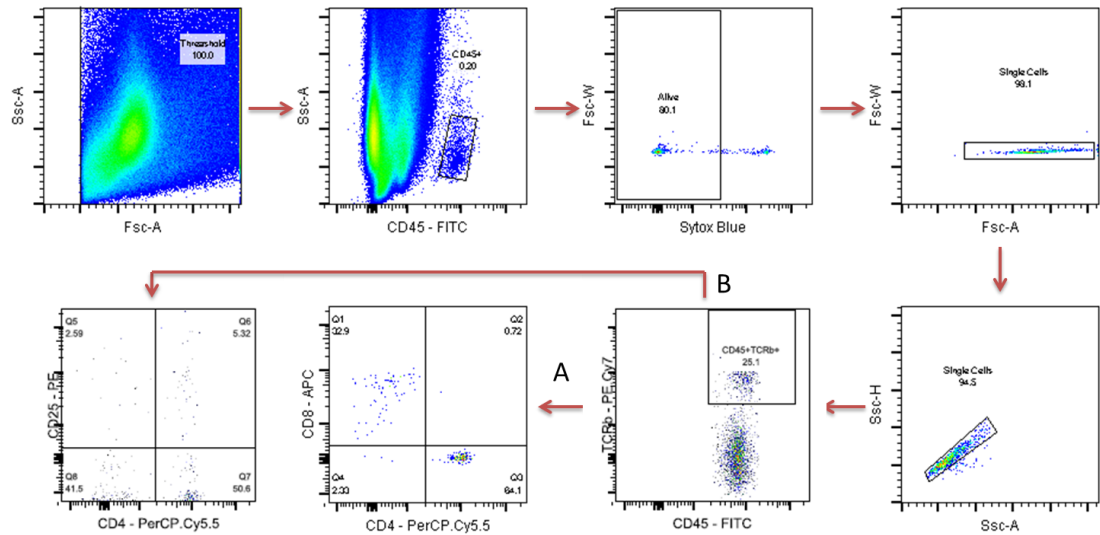 Ssc-A
Threashold
100.0
Fsc-A
Ssc-A
CD45+
0.20
CD45 - FITC
Fsc-W
Alive
80.1
Sytox Blue
Fsc-W
Single Cells
98.1
Fsc-A
B
CD25 - PE
Q5
2.59
Q6
5.32
Q8
41.5
Q7
50.6
CD4 - PerCP.Cy5.5
CD8 - APC
Q1
32.9
Q2
0.72
Q4
2.33
Q3
64.1
CD4 - PerCP.Cy5.5
A
TCRb - PE.Cy7
CD45+TCRb+
25.1
CD45 - FITC
Ssc-H
Single Cells
94.5
Ssc-A